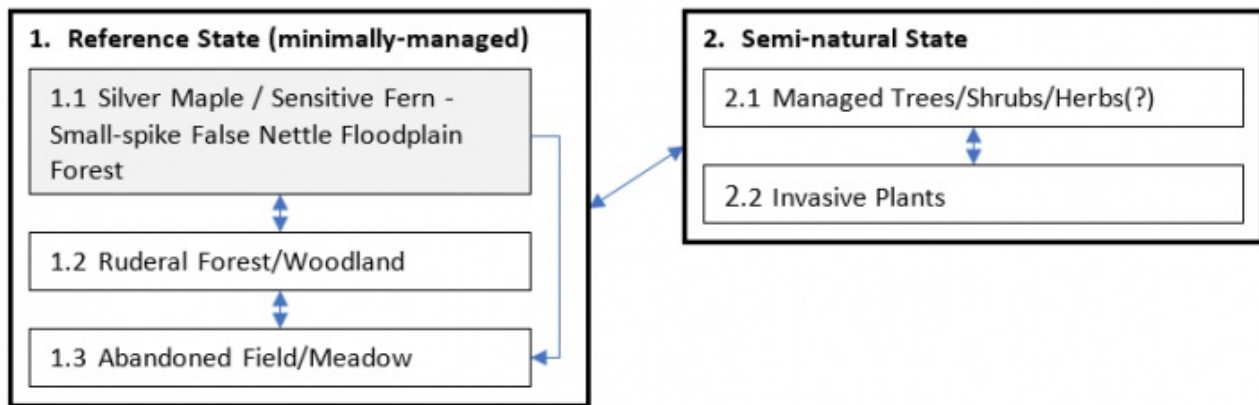 1. Reference State (minimally-managed)
1.1 Silver Maple / Sensitive Fern -
Small-spike False Nettle Floodplain
Forest
1.2 Ruderal Forest/Woodland
1.3 Abandoned Field/Meadow
2. Semi-natural State
2.1 Managed Trees/Shrubs/Herbs(?)
2.2 Invasive Plants